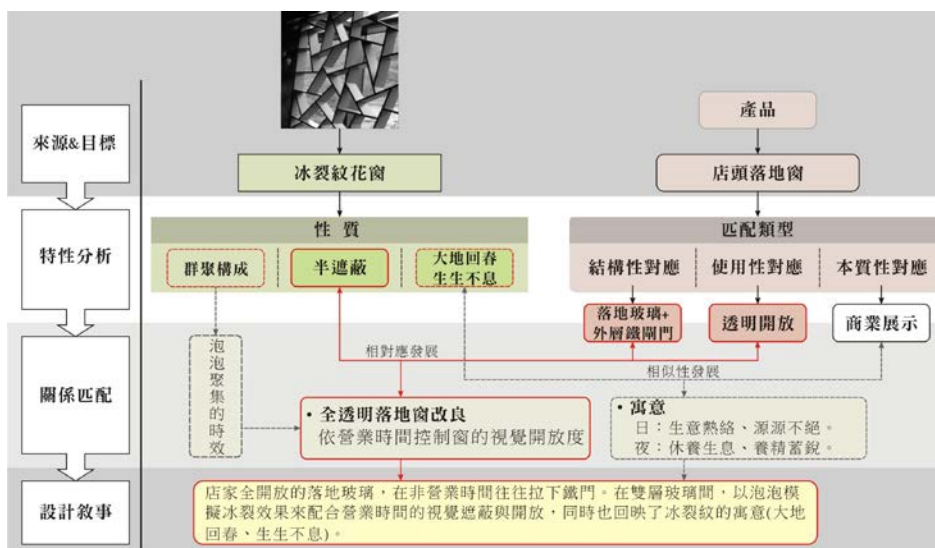 產品
來源&目標
冰裂紋花窗
店頭落地窗
性 質
匹配類型
特性分析
群聚構成
半遮蔽
大地回春
生生不息
結構性對應
使用性對應
本質性對應
落地玻璃+
外層鐵閘門
透明開放
商業展示
相對應發展
相似性發展
泡泡聚集的時效
關係匹配
• 全透明落地窗改良
依營業時間控制窗的視覺開放度
• 寓意
日：生意熱絡、源源不絕。
夜：休養生息、養精蓄銳。
設計敘事
店家全開放的落地玻璃，在非營業時間往往拉下鐵門。在雙層玻璃間，以泡泡模
擬冰裂效果來配合營業時間的視覺遮蔽與開放，同時也回映了冰裂紋的寓意(大地
回春、生生不息)。